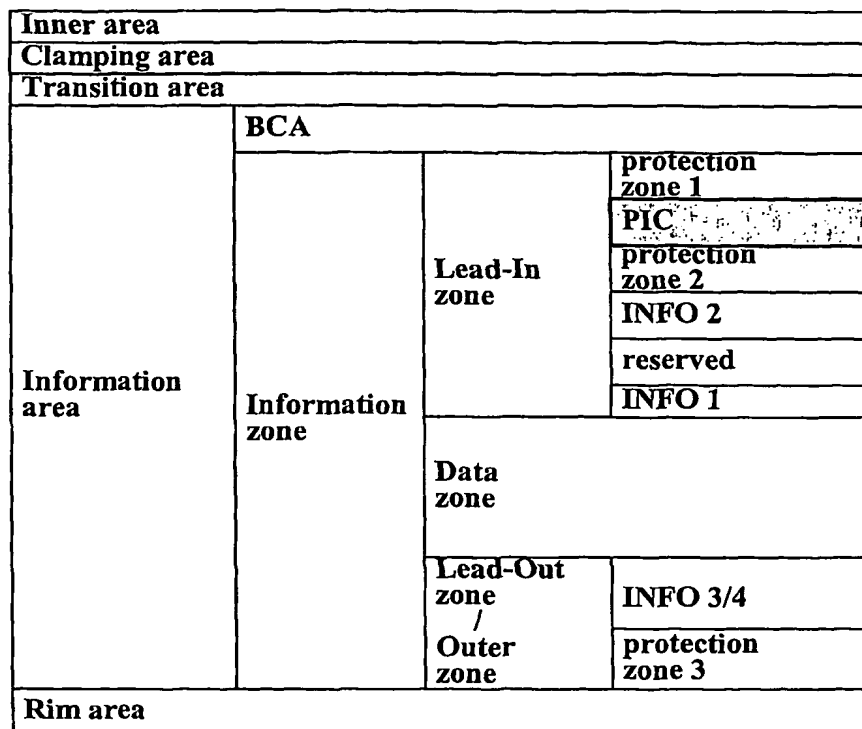 Inner area
Clamping area
Transition area
Information
area
BCA
Information
zone
Lead-In
zone
protection
zone 1
PIC
protection
zone 2
INFO 2
reserved
INFO 1
Data
zone
Lead-Out
zone
/
Outer
zone
INFO 3/4
protection
zone 3
Rim area